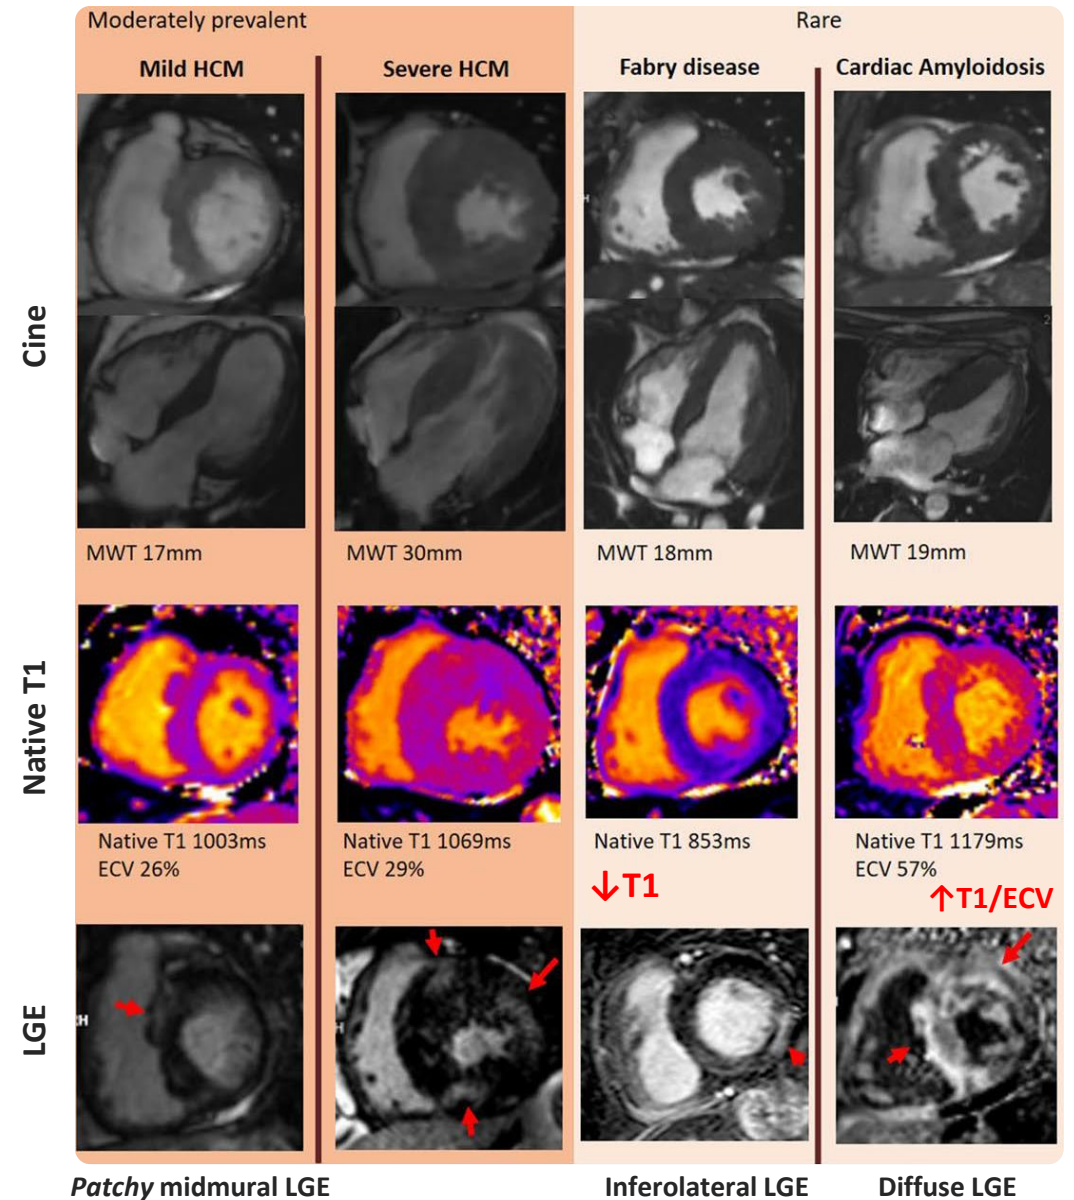 Moderately prevalent
Rare
Mild HCM
Severe HCM
Fabry disease
Cardiac Amyloidosis
Cine
H
2
MWT 17mm
MWT 30mm
MWT 18mm
MWT 19mm
Native T1
Native T1 1003ms
ECV 26%
Native T1 1069ms
ECV 29%
Native T1 853ms
↓T1
Native T1 1179ms
ECV 57%
↑T1/ECV
LGE
H
H
Patchy midmural LGE
Inferolateral LGE
Diffuse LGE